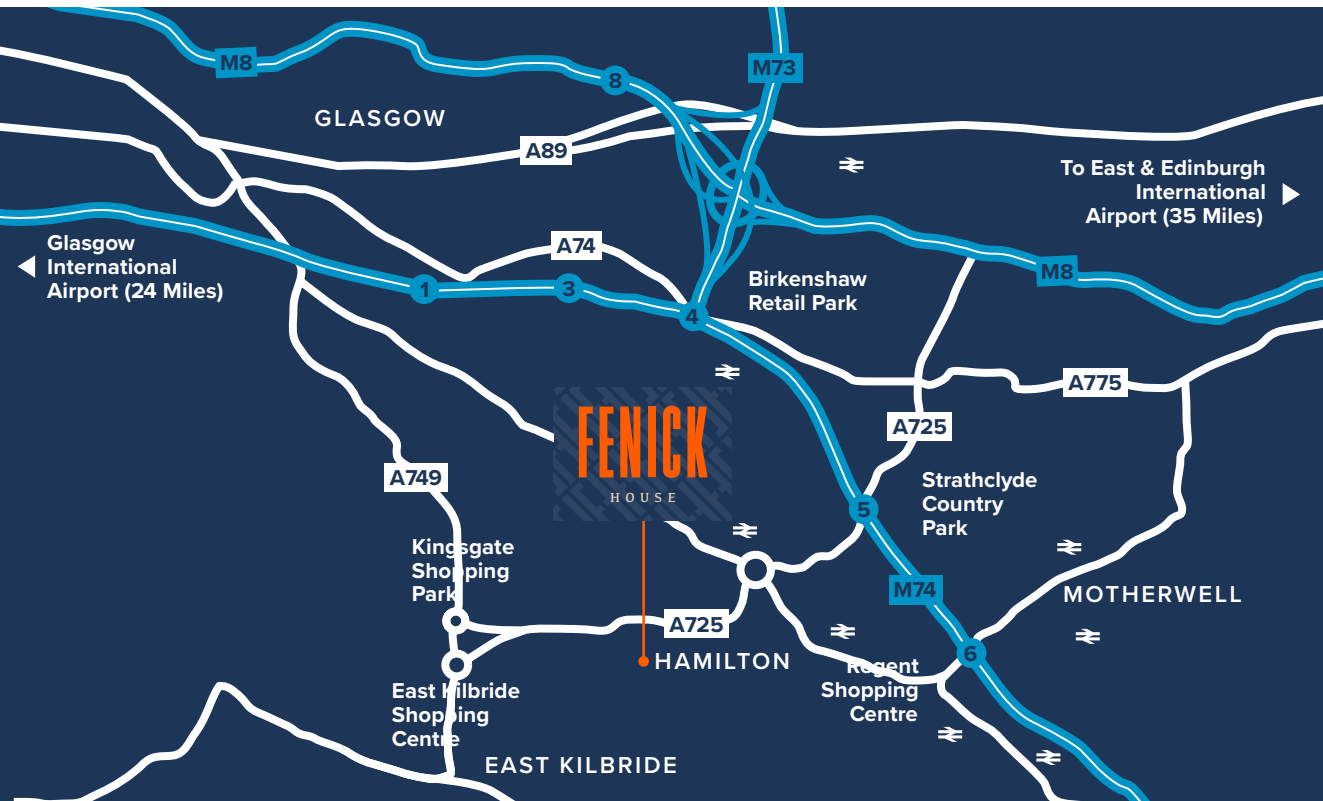 M8
8
M73
GLASGOW
A89
To East & Edinburgh
International
Airport (35 Miles)
Glasgow
International
Airport (24 Miles)
A74
1
3
4
Birkenshaw
Retail Park
M8
A775
A725
FENICK
HOUSE
A749
Strathclyde
Country
Park
5
Kingsgate
Shopping
Park
M74
MOTHERWELL
A725
HAMILTON
6
Regent
Shopping
Centre
East Kilbride
Shopping
Centre
EAST KILBRIDE